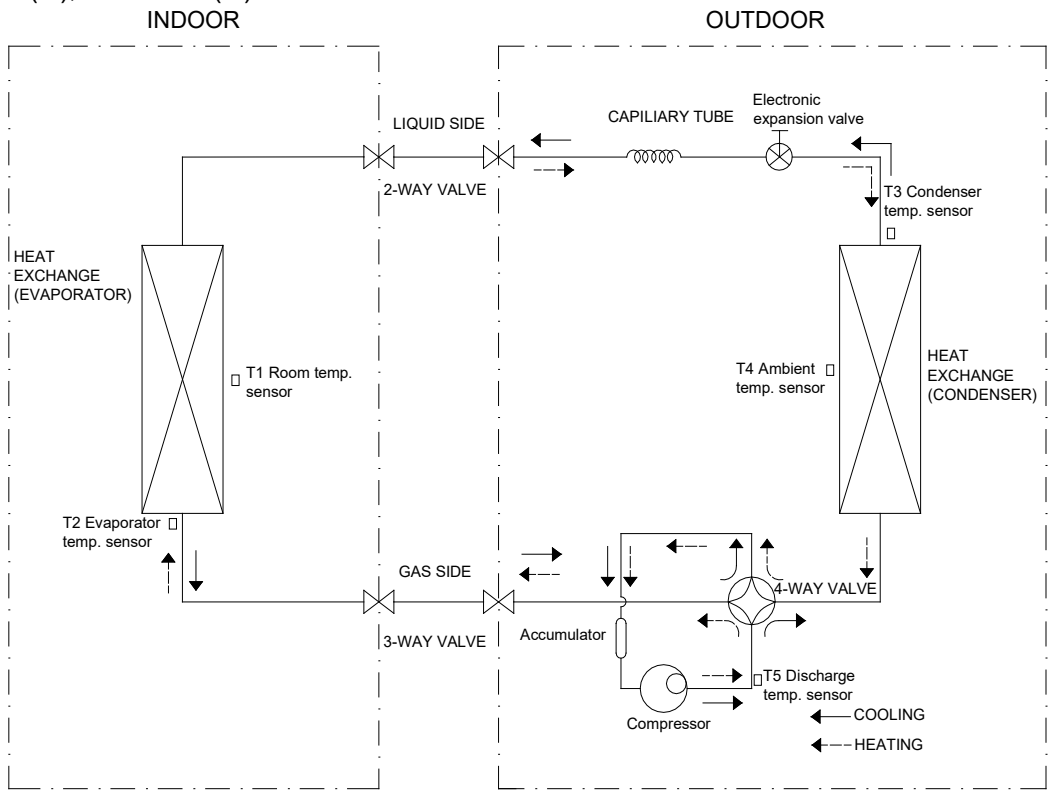 INDOOR
OUTDOOR
Electronic
expansion valve
CAPILIARY TUBE
LIQUID SIDE
2-WAY VALVE
T3 Condenser
temp. sensor
HEAT
EXCHANGE
(EVAPORATOR)
T1 Room temp.
sensor
T4 Ambient
temp. sensor
HEAT
EXCHANGE
(CONDENSER)
T2 Evaporator
temp. sensor
GAS SIDE
3-WAY VALVE
4-WAY VALVE
Accumulator
T5 Discharge
temp. sensor
Compressor
COOLING
HEATING